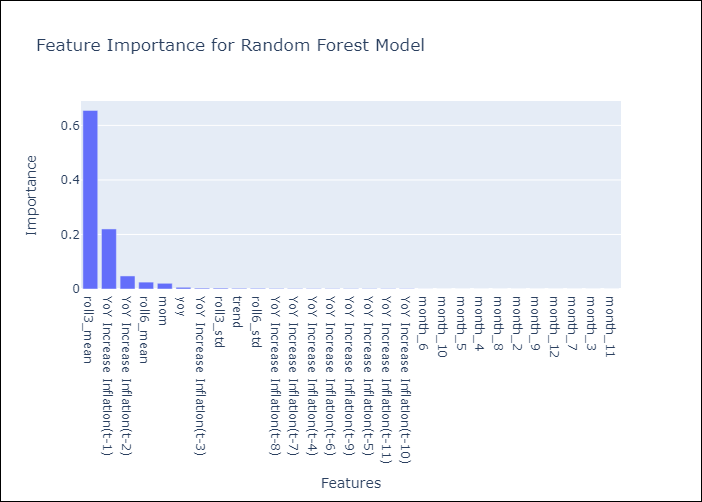 Feature Importance for Random Forest Model
Importance
0.6
0.4
0.2
0
roll3_mean
YoY Increase Inflation(t-1)
YoY Increase Inflation(t-2)
roll6_mean
mom
yoy
YoY Increase Inflation(t-3)
roll3_std
trend
roll6_std
YoY Increase Inflation(t-8)
YoY Increase Inflation(t-7)
YoY Increase Inflation(t-4)
YoY Increase Inflation(t-6)
YoY Increase Inflation(t-9)
YoY Increase Inflation(t-5)
YoY Increase Inflation(t-11)
YoY Increase Inflation(t-10)
month_6
month_10
month_5
month_4
month_8
month_2
month_9
month_12
month_7
month_3
month_11
Features